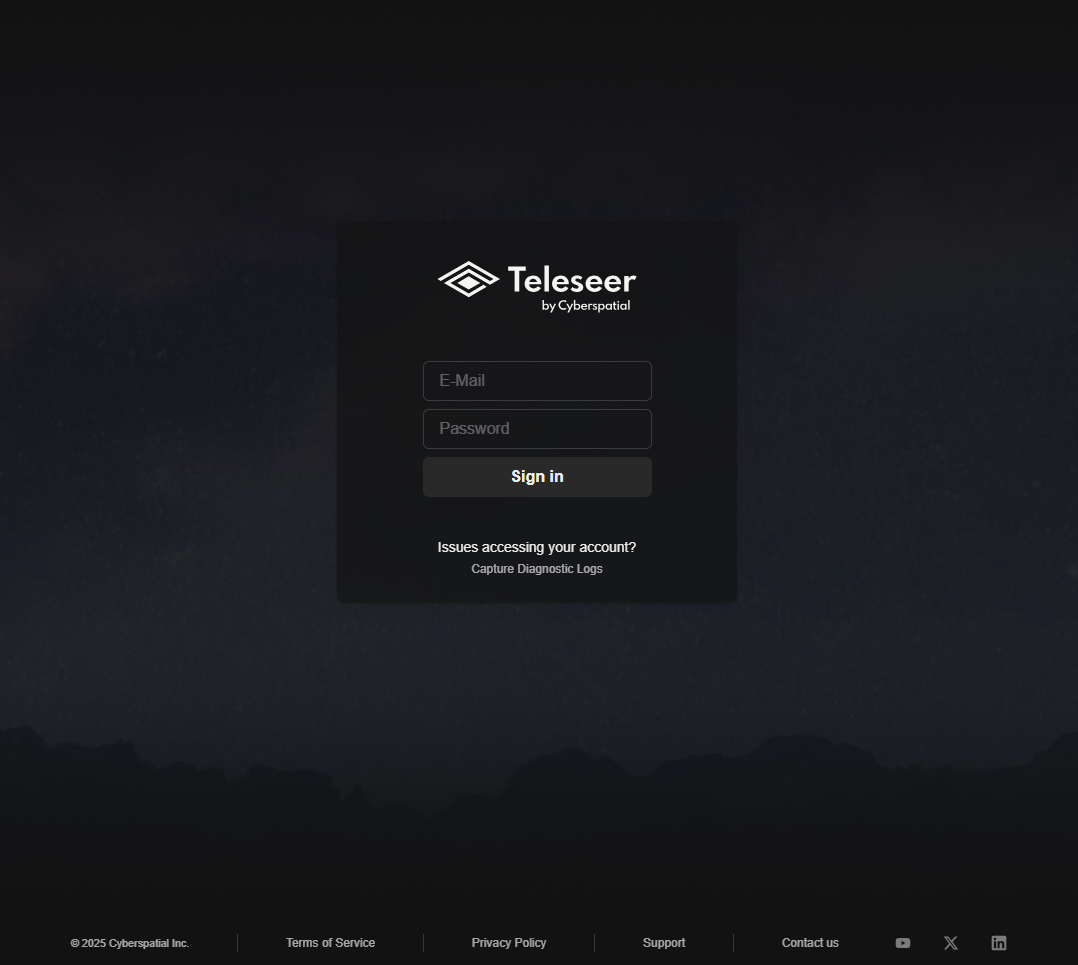 Teleseer
by Cyberspatial
E-Mail
Password
Sign in
Issues accessing your account?
Capture Diagnostic Logs
© 2025 Cyberspatial Inc.
Terms of Service
Privacy Policy
Support
Contact us